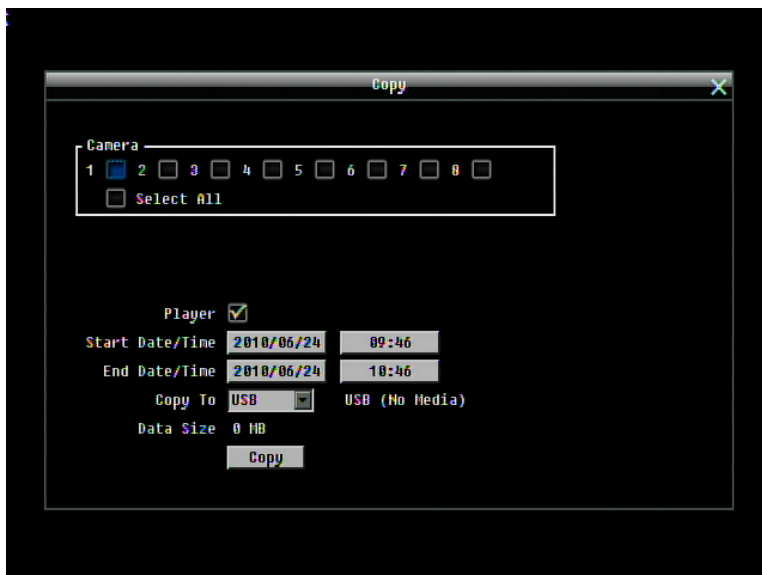 Copy
Camera
1 2 3 4 5 6 7 8
Select All
Player
Start Date/Time 2010/06/24 09:46
End Date/Time 2010/06/24 10:46
Copy To USB USB (No Media)
Data Size 0 MB
Copy